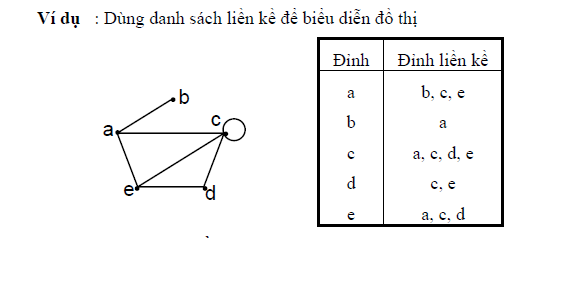 Ví dụ : Dùng danh sách liền kề để biểu diễn đồ thị
Đỉnh Đỉnh liền kề
a b, c, e
b a
c a, c, d, e
d c, e
e a, c, d
b
c
a
e
d